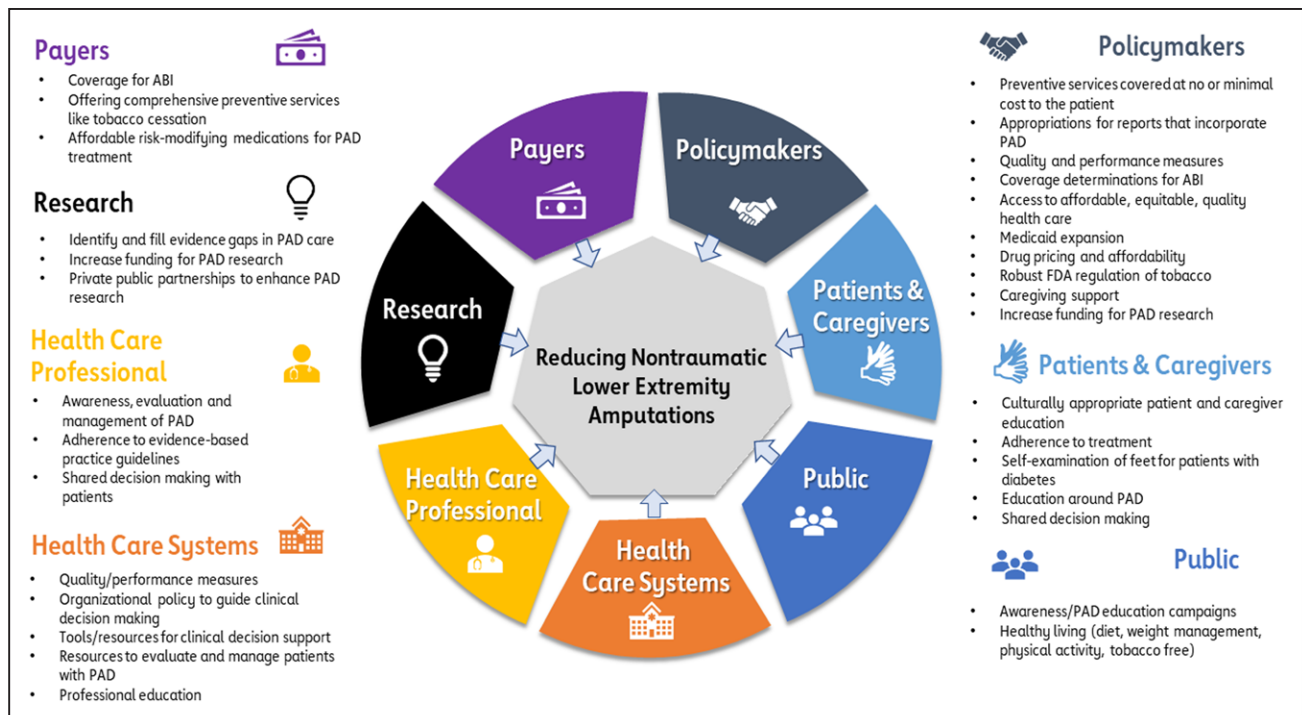 Payers
• Coverage for ABI
• Offering comprehensive preventive services
like tobacco cessation
• Affordable risk-modifying medications for PAD
treatment
Research
• Identify and fill evidence gaps in PAD care
• Increase funding for PAD research
• Private public partnerships to enhance PAD
research
Health Care
Professional
• Awareness, evaluation and
management of PAD
• Adherence to evidence-based
practice guidelines
• Shared decision making with
patients
Health Care Systems
• Quality/performance measures
• Organizational policy to guide clinical
decision making
• Tools/resources for clinical decision support
• Resources to evaluate and manage patients
with PAD
• Professional education
Payers
Policymakers
Research
Patients &
Caregivers
Reducing Nontraumatic
Lower Extremity
Amputations
Health Care
Professional
Public
Health
Care Systems
Policymakers
• Preventive services covered at no or minimal
cost to the patient
• Appropriations for reports that incorporate
PAD
• Quality and performance measures
• Coverage determinations for ABI
• Access to affordable, equitable, quality
health care
• Medicaid expansion
• Drug pricing and affordability
• Robust FDA regulation of tobacco
• Caregiving support
• Increase funding for PAD research
Patients & Caregivers
• Culturally appropriate patient and caregiver
education
• Adherence to treatment
• Self-examination of feet for patients with
diabetes
• Education around PAD
• Shared decision making
Public
• Awareness/PAD education campaigns
• Healthy living (diet, weight management,
physical activity, tobacco free)